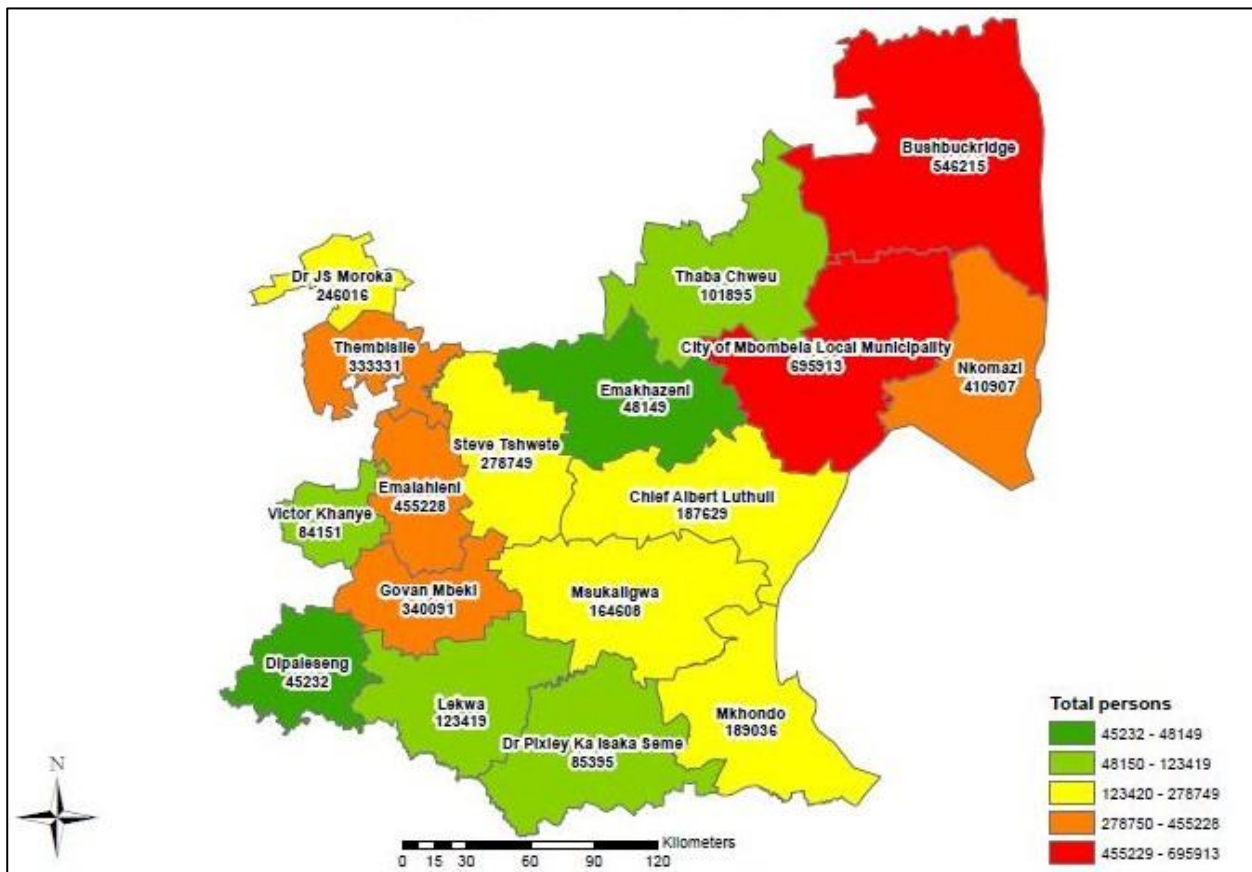 Bushbuckridge
546215
Thaba Chweu
101895
Dr JS Moroka
246016
Thembisile
333331
City of Mbombela Local Municipality
695913
Nkomazi
410907
Emakhazeni
48149
Steve Tshwete
278749
Emalahleni
455228
Chief Albert Luthuli
187629
Victor Khanye
84151
Govan Mbeki
340091
Msukaligwa
164608
Dipaleseng
45232
Lekwa
123419
Mkhondo
189036
Dr Pixley Ka Isaka Seme
85395
Total persons
45232 - 48149
48150 - 123419
123420 - 278749
278750 - 455228
455229 - 695913
N
Kilometers
0 15 30 60 90 120